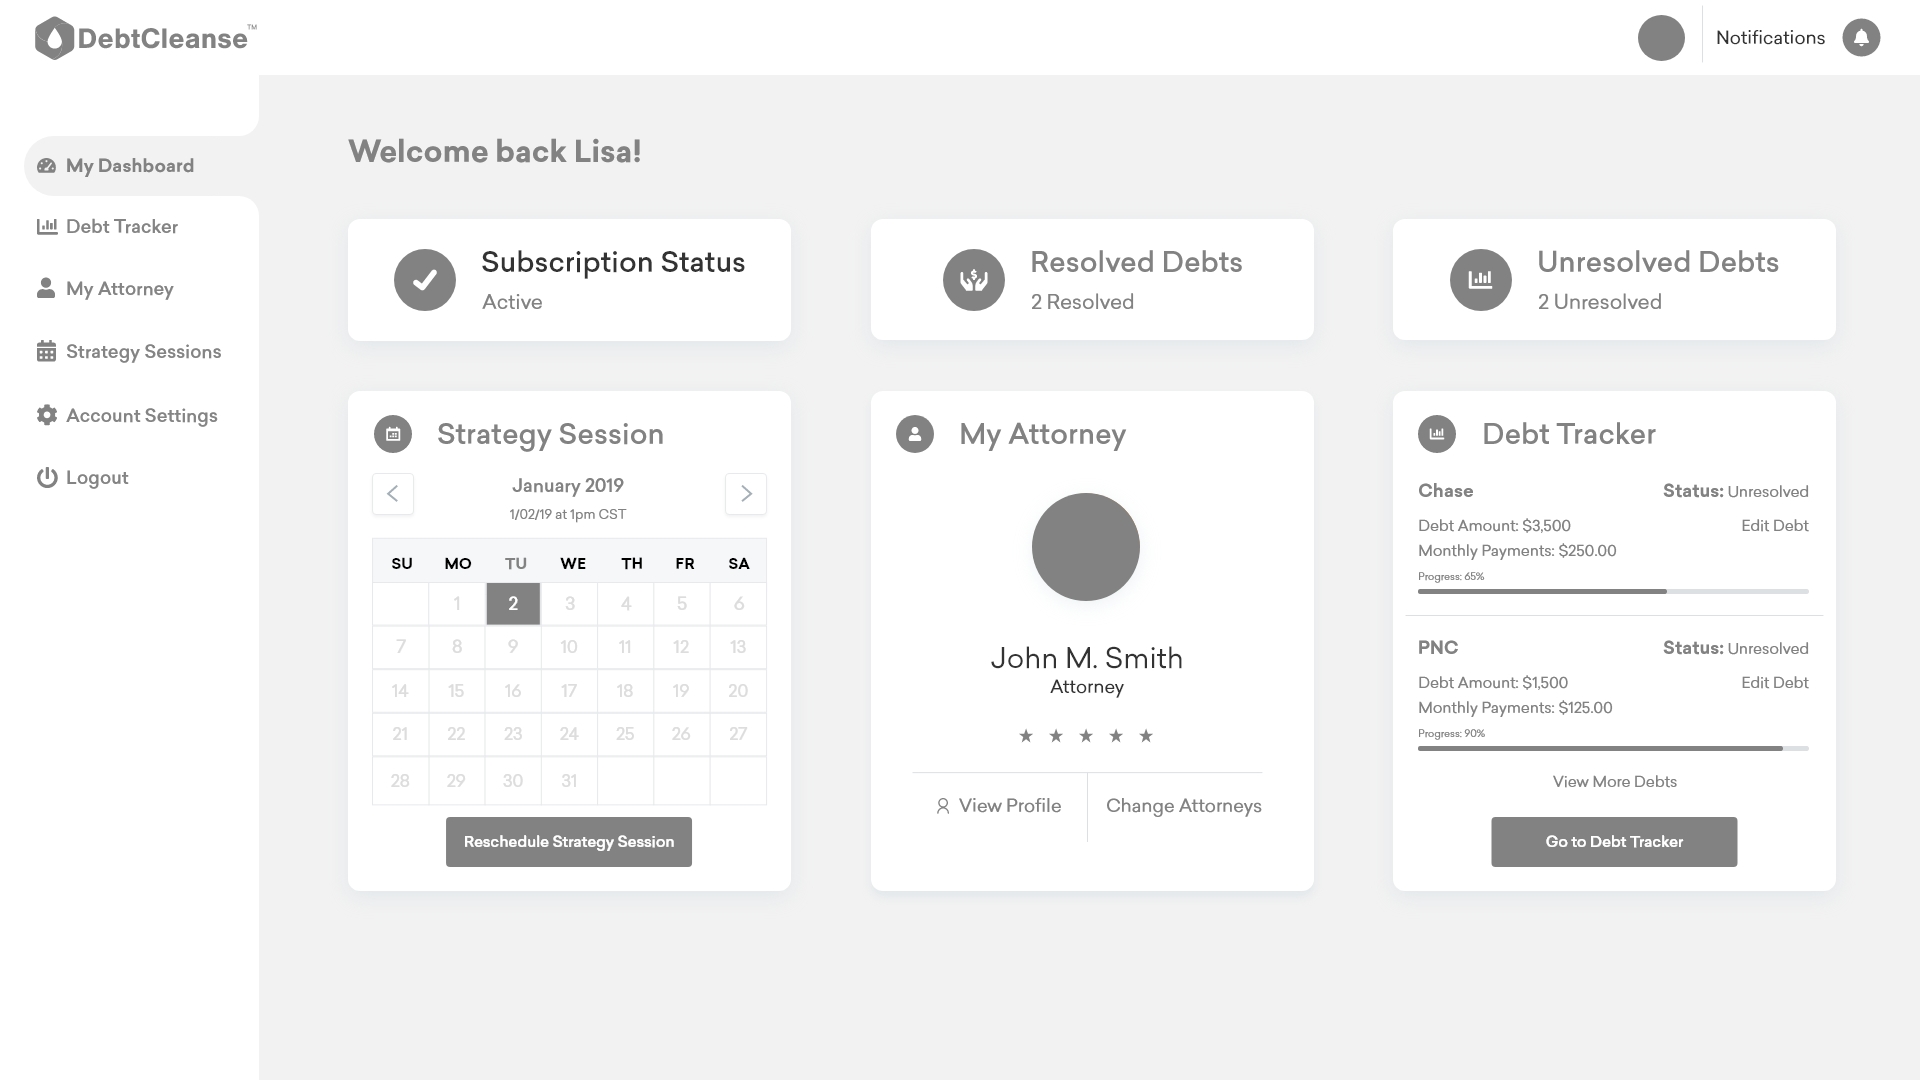 DebtCleanse™
Notifications
My Dashboard
Debt Tracker
My Attorney
Strategy Sessions
Account Settings
Logout
Welcome back Lisa!
Subscription Status
Active
Resolved Debts
2 Resolved
Unresolved Debts
2 Unresolved
Strategy Session
January 2019
1/02/19 at 1pm CST
SU MO TU WE TH FR SA
1 2 3 4 5 6
7 8 9 10 11 12 13
14 15 16 17 18 19 20
21 22 23 24 25 26 27
28 29 30 31
Reschedule Strategy Session
My Attorney
John M. Smith
Attorney
★ ★ ★ ★ ★
View Profile
Change Attorneys
Debt Tracker
Chase Status: Unresolved
Debt Amount: $3,500 Edit Debt
Monthly Payments: $250.00
Progress: 65%
PNC Status: Unresolved
Debt Amount: $1,500 Edit Debt
Monthly Payments: $125.00
Progress: 90%
View More Debts
Go to Debt Tracker